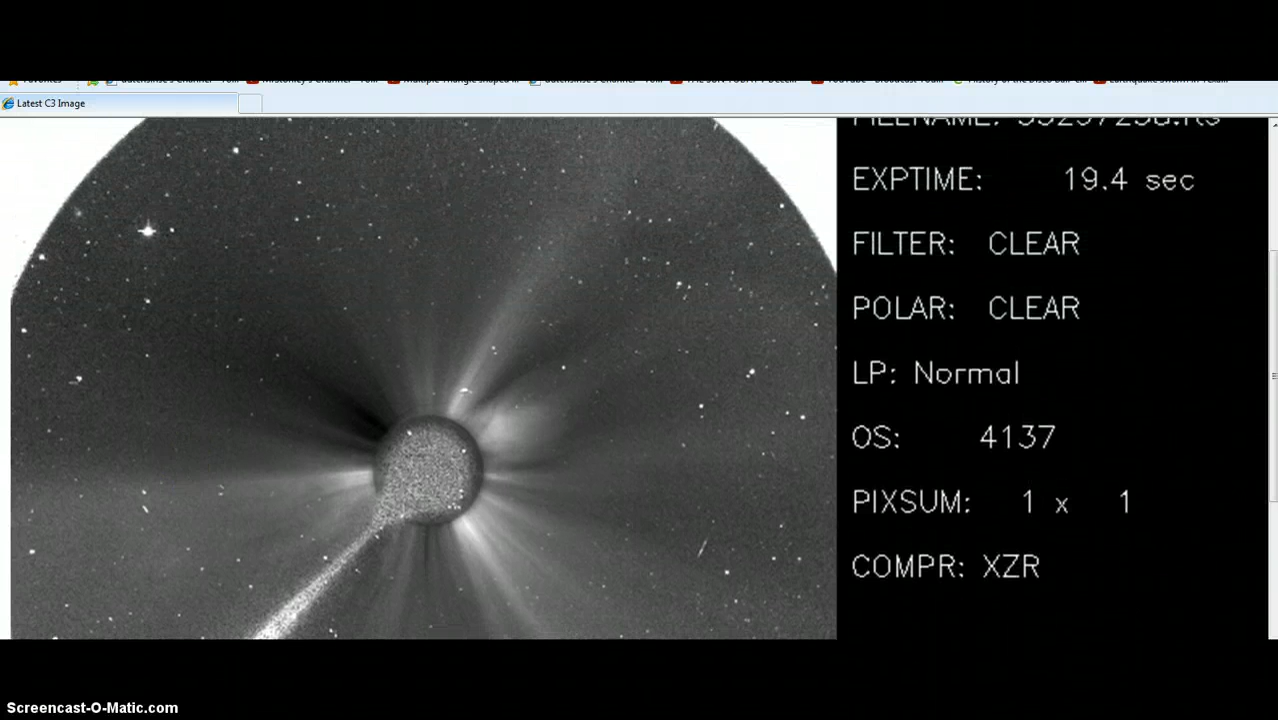 Latest C3 Image
FILENAME:
EXPTIME: 19.4 sec
FILTER: CLEAR
POLAR: CLEAR
LP: Normal
OS: 4137
PIXSUM: 1 x 1
COMPR: XZR
Screencast-O-Matic.com